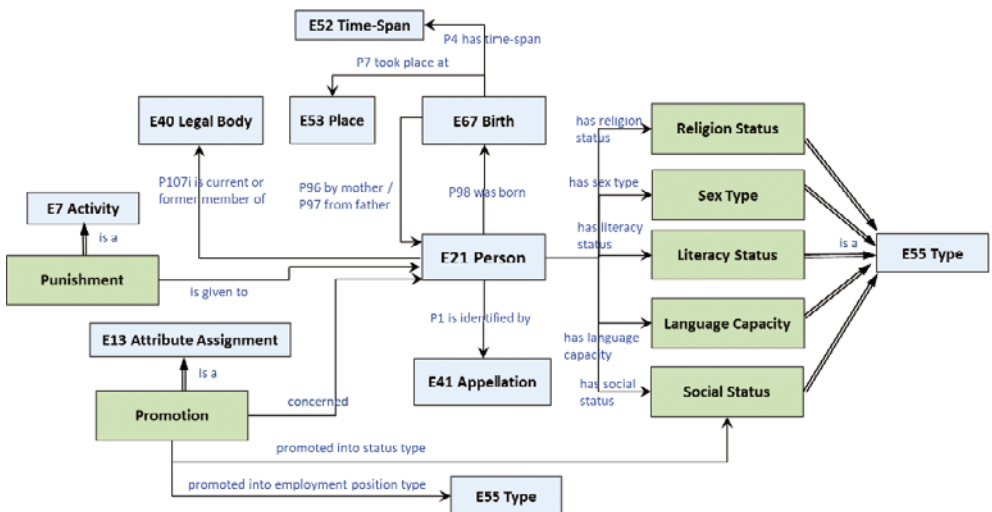 E52 Time-Span
P4 has time-span
P7 took place at
E40 Legal Body
E53 Place
E67 Birth
has religion
status
Religion Status
P107i is current or
former member of
P96 by mother /
P97 from father
P98 was born
has sex type
Sex Type
E7 Activity
is a
has literacy
status
Literacy Status
is a
E55 Type
E21 Person
Punishment
is given to
E13 Attribute Assignment
P1 is identified by
Language Capacity
has language
capacity
is a
E41 Appellation
has social
status
Social Status
Promotion
concerned
promoted into status type
promoted into employment position type
E55 Type